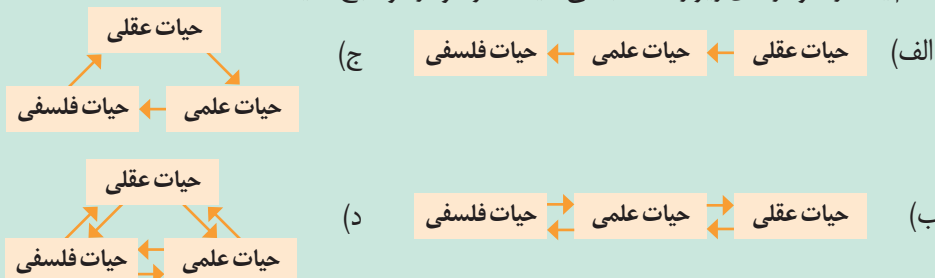 الف) حیات عقلی حیات علمی حیات فلسفی
ج) حیات عقلی
حیات علمی حیات فلسفی
ب) حیات عقلی حیات علمی حیات فلسفی
د) حیات عقلی
حیات علمی حیات فلسفی